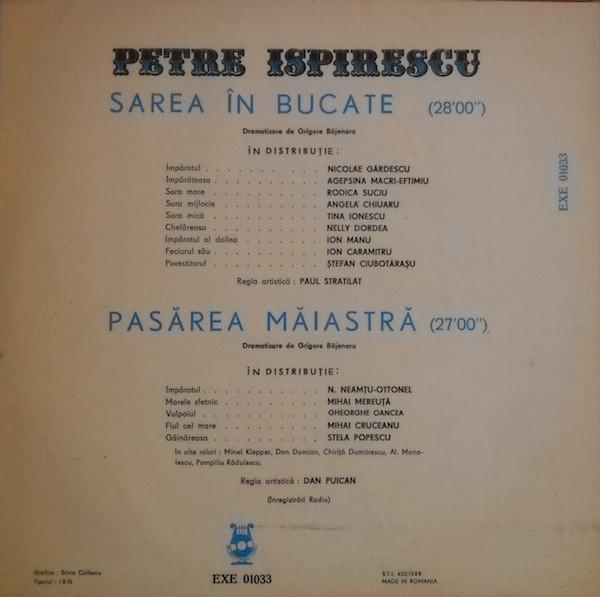 PETRE ISPIRESCU
SAREA ÎN BUCATE (28'00")
Dramatizare de Grigore Băjenaru
ÎN DISTRIBUȚIE:
Împăratul . . . . . . . . . . NICOLAE GĂRDESCU
Împărăteasa . . . . . . . . . AGEPSINA MACRI-EFTIMIU
Sora mare . . . . . . . . . . RODICA SUCIU
Sora mijlocie . . . . . . . . . ANGELA CHIUARU
Sora mică . . . . . . . . . . TINA IONESCU
Chelăreasa . . . . . . . . . . NELLY DORDEA
Împăratul al doilea . . . . . . . ION MANU
Feciorul său . . . . . . . . . ION CARAMITRU
Povestitorul . . . . . . . . . ȘTEFAN CIUBOTĂRAȘU
Regia artistică : PAUL STRATILAT
EXE 01033
PASĂREA MĂIASTRĂ (27'00")
Dramatizare de Grigore Băjenaru
ÎN DISTRIBUȚIE:
Împăratul . . . . . . . . . . N. NEAMȚU-OTTONEL
Marele sfetnic . . . . . . . . MIHAI MEREUȚĂ
Vulpoiul . . . . . . . . . . GHEORGHE OANCEA
Fiul cel mare . . . . . . . . . MIHAI CRUCEANU
Găinăreasa . . . . . . . . . STELA POPESCU
În alte roluri : Minel Klepper, Dan Damian, Chiriță Dumitrescu, Al. Mano-
lescu, Pompiliu Rădulescu.
Regia artistică : DAN PUICAN
(Înregistrări Radio)
Grafica : Silvia
Tiparul : I B N
EXE 01033
S.T.L. 1988
MADE IN ROMANIA